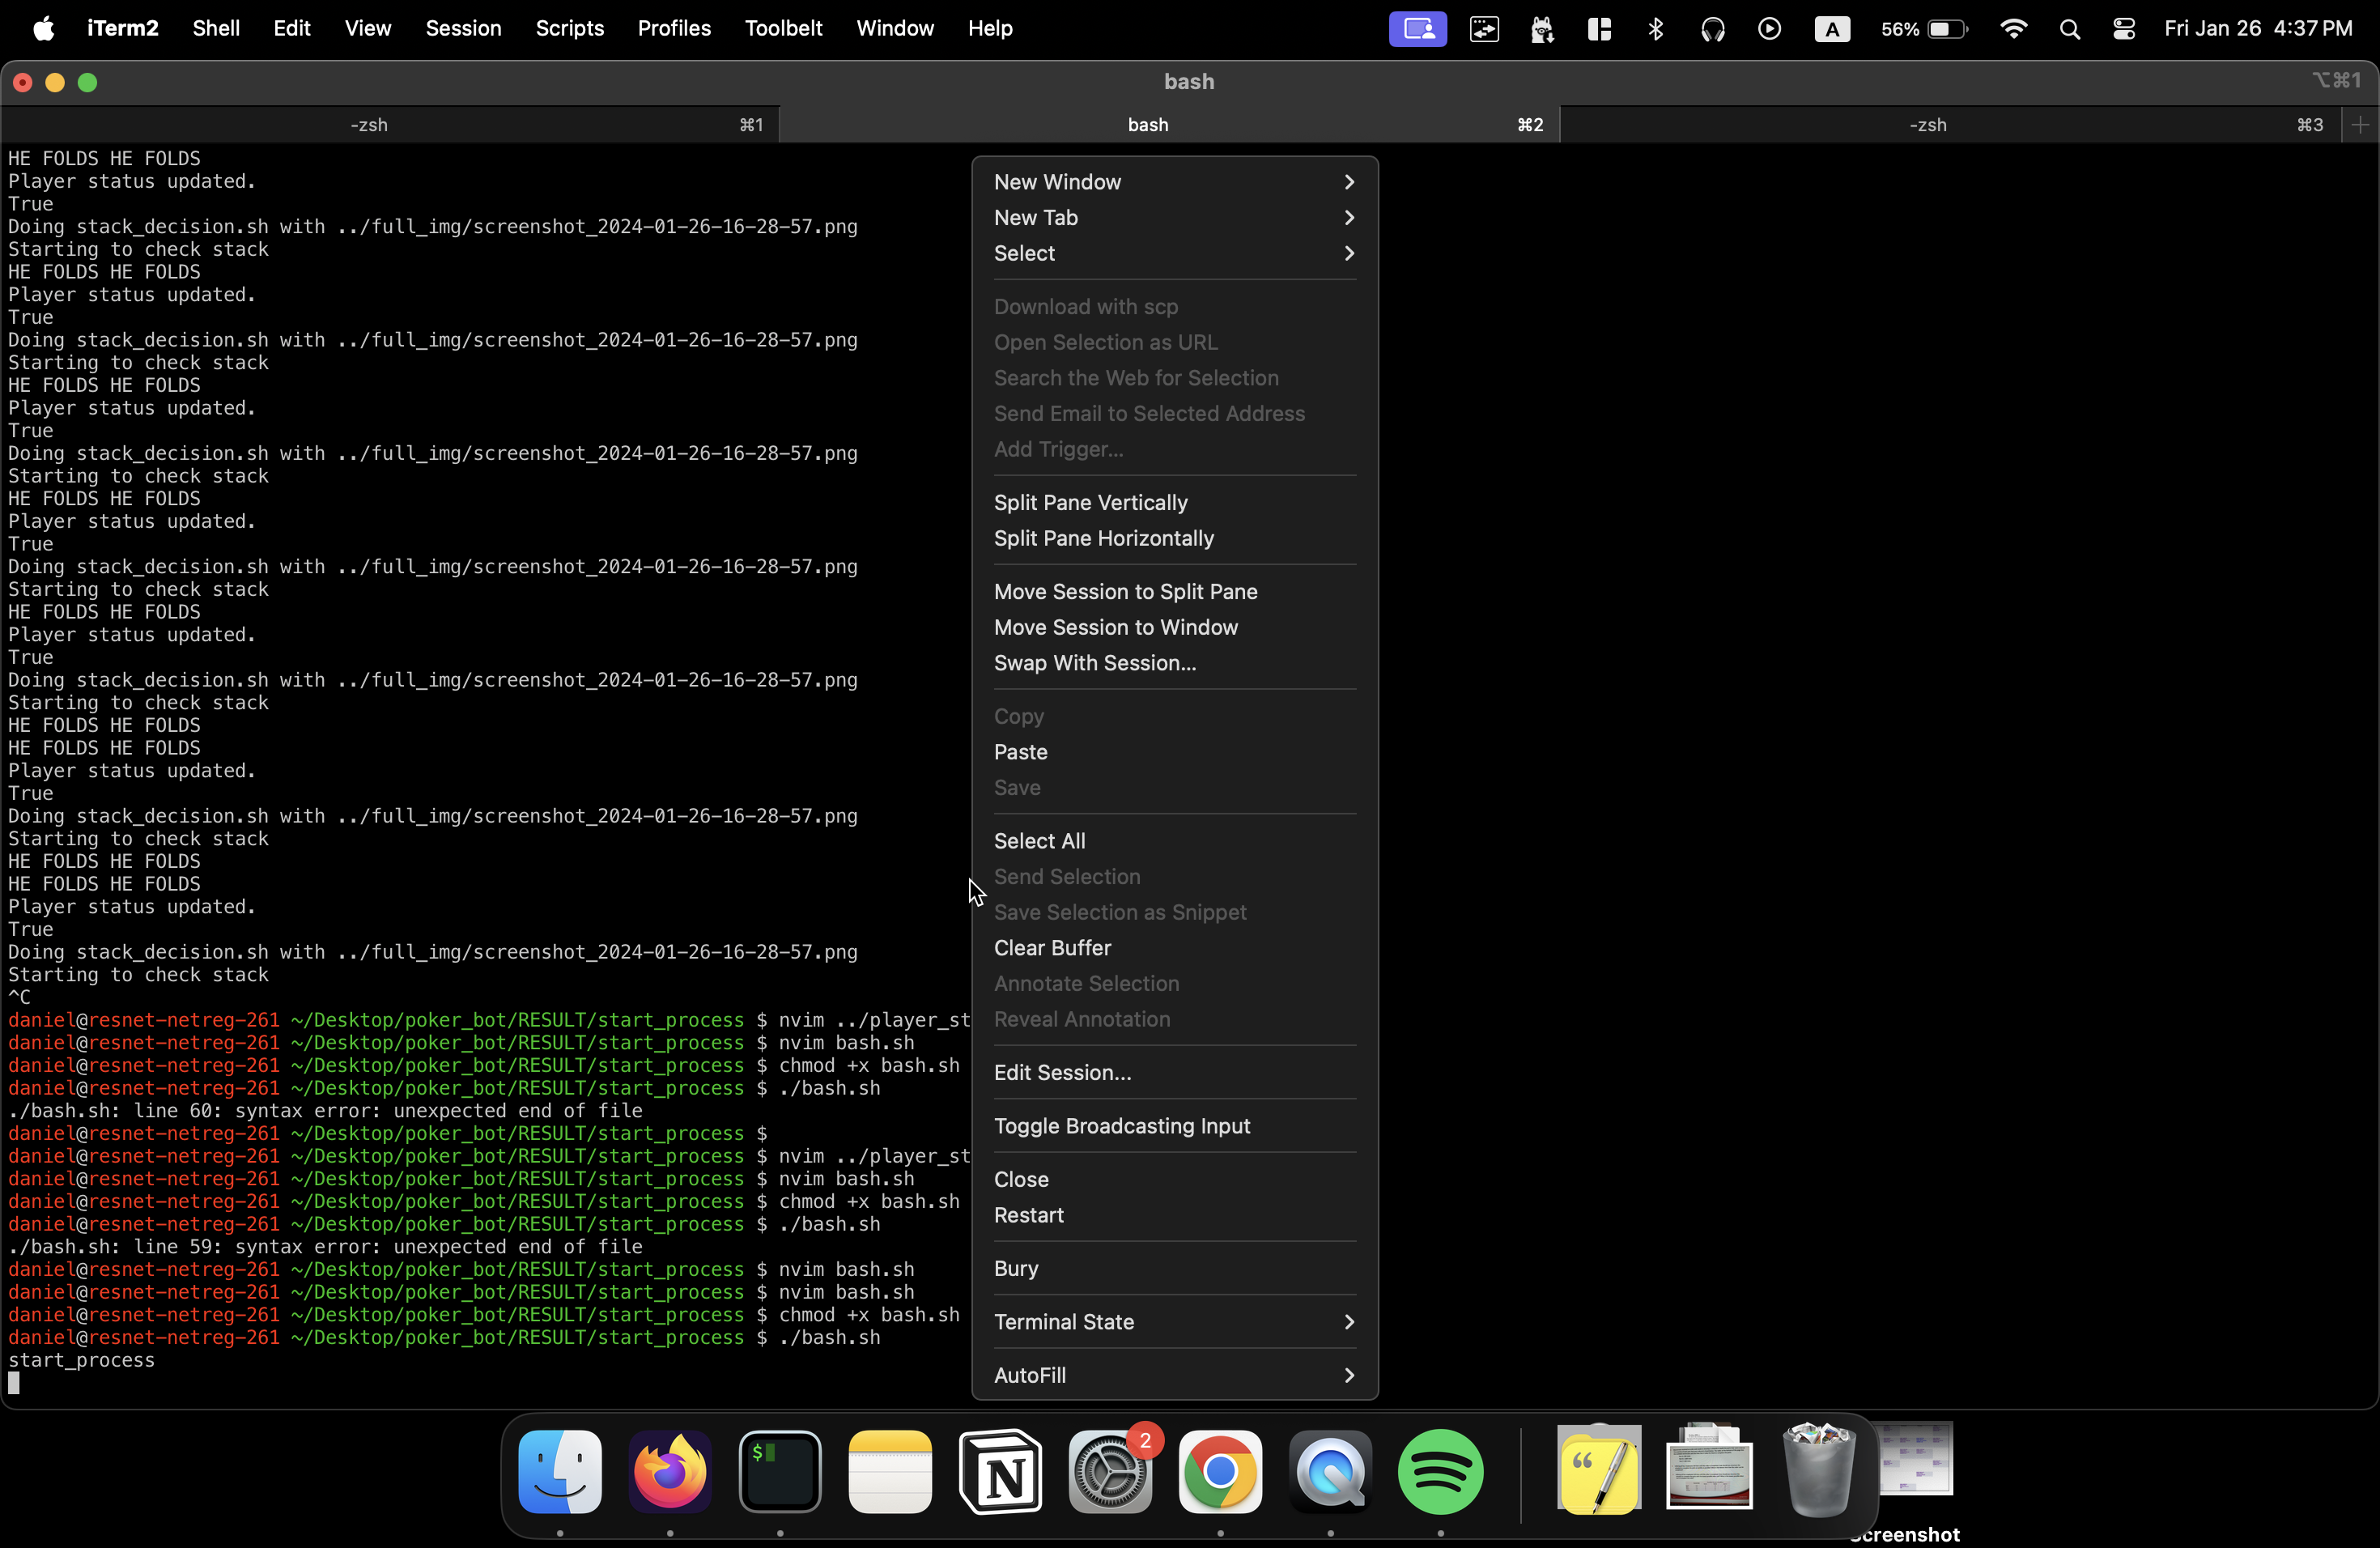 iTerm2 Shell Edit View Session Scripts Profiles Toolbelt Window Help A 56% Fri Jan 26 4:37 PM
bash ⌥⌘1
-zsh ⌘1 bash ⌘2 -zsh ⌘3
HE FOLDS HE FOLDS
Player status updated.
True
Doing stack_decision.sh with ../full_img/screenshot_2024-01-26-16-28-57.png
Starting to check stack
HE FOLDS HE FOLDS
Player status updated.
True
Doing stack_decision.sh with ../full_img/screenshot_2024-01-26-16-28-57.png
Starting to check stack
HE FOLDS HE FOLDS
Player status updated.
True
Doing stack_decision.sh with ../full_img/screenshot_2024-01-26-16-28-57.png
Starting to check stack
HE FOLDS HE FOLDS
Player status updated.
True
Doing stack_decision.sh with ../full_img/screenshot_2024-01-26-16-28-57.png
Starting to check stack
HE FOLDS HE FOLDS
Player status updated.
True
Doing stack_decision.sh with ../full_img/screenshot_2024-01-26-16-28-57.png
Starting to check stack
HE FOLDS HE FOLDS
HE FOLDS HE FOLDS
Player status updated.
True
Doing stack_decision.sh with ../full_img/screenshot_2024-01-26-16-28-57.png
Starting to check stack
HE FOLDS HE FOLDS
HE FOLDS HE FOLDS
Player status updated.
True
Doing stack_decision.sh with ../full_img/screenshot_2024-01-26-16-28-57.png
Starting to check stack
^C
daniel@resnet-netreg-261 ~/Desktop/poker_bot/RESULT/start_process $ nvim ../player_st
daniel@resnet-netreg-261 ~/Desktop/poker_bot/RESULT/start_process $ nvim bash.sh
daniel@resnet-netreg-261 ~/Desktop/poker_bot/RESULT/start_process $ chmod +x bash.sh
daniel@resnet-netreg-261 ~/Desktop/poker_bot/RESULT/start_process $ ./bash.sh
./bash.sh: line 60: syntax error: unexpected end of file
daniel@resnet-netreg-261 ~/Desktop/poker_bot/RESULT/start_process $
daniel@resnet-netreg-261 ~/Desktop/poker_bot/RESULT/start_process $ nvim ../player_st
daniel@resnet-netreg-261 ~/Desktop/poker_bot/RESULT/start_process $ nvim bash.sh
daniel@resnet-netreg-261 ~/Desktop/poker_bot/RESULT/start_process $ chmod +x bash.sh
daniel@resnet-netreg-261 ~/Desktop/poker_bot/RESULT/start_process $ ./bash.sh
./bash.sh: line 59: syntax error: unexpected end of file
daniel@resnet-netreg-261 ~/Desktop/poker_bot/RESULT/start_process $ nvim bash.sh
daniel@resnet-netreg-261 ~/Desktop/poker_bot/RESULT/start_process $ nvim bash.sh
daniel@resnet-netreg-261 ~/Desktop/poker_bot/RESULT/start_process $ chmod +x bash.sh
daniel@resnet-netreg-261 ~/Desktop/poker_bot/RESULT/start_process $ ./bash.sh
start_process
New Window
New Tab
Select
Download with scp
Open Selection as URL
Search the Web for Selection
Send Email to Selected Address
Add Trigger...
Split Pane Vertically
Split Pane Horizontally
Move Session to Split Pane
Move Session to Window
Swap With Session...
Copy
Paste
Save
Select All
Send Selection
Save Selection as Snippet
Clear Buffer
Annotate Selection
Reveal Annotation
Edit Session...
Toggle Broadcasting Input
Close
Restart
Bury
Terminal State
AutoFill
$
2
Screenshot